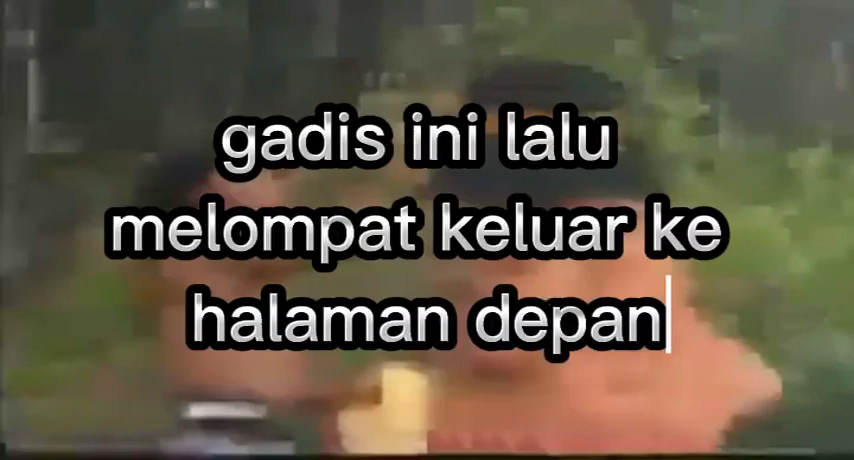 gadis ini lalu
melompat keluar ke
halaman depan